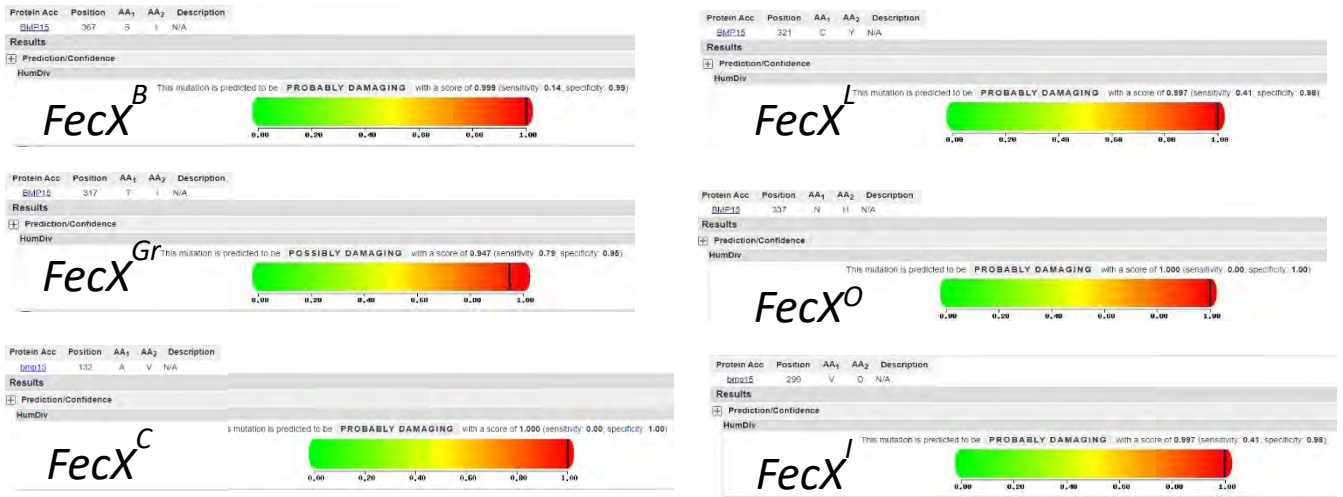 Protein Acc Position AA1 AA2 Description
BMP15 367 S I N/A
Results
Prediction/Confidence
HumDiv
This mutation is predicted to be PROBABLY DAMAGING with a score of 0.999 (sensitivity: 0.14; specificity: 0.99)
FecX^B
0.00 0.20 0.40 0.60 0.80 1.00
Protein Acc Position AA1 AA2 Description
BMP15 317 T I N/A
Results
Prediction/Confidence
HumDiv
This mutation is predicted to be POSSIBLY DAMAGING with a score of 0.947 (sensitivity: 0.79; specificity: 0.95)
FecX^Gr
0.00 0.20 0.40 0.60 0.80 1.00
Protein Acc Position AA1 AA2 Description
bmp15 132 A V N/A
Results
Prediction/Confidence
HumDiv
s mutation is predicted to be PROBABLY DAMAGING with a score of 1.000 (sensitivity: 0.00; specificity: 1.00)
FecX^C
0.00 0.20 0.40 0.60 0.80 1.00
Protein Acc Position AA1 AA2 Description
BMP15 321 C Y N/A
Results
Prediction/Confidence
HumDiv
This mutation is predicted to be PROBABLY DAMAGING with a score of 0.997 (sensitivity: 0.41; specificity: 0.98)
FecX^L
0.00 0.20 0.40 0.60 0.80 1.00
Protein Acc Position AA1 AA2 Description
BMP15 337 N H N/A
Results
Prediction/Confidence
HumDiv
This mutation is predicted to be PROBABLY DAMAGING with a score of 1.000 (sensitivity: 0.00; specificity: 1.00)
FecX^O
0.00 0.20 0.40 0.60 0.80 1.00
Protein Acc Position AA1 AA2 Description
bmp15 299 V D N/A
Results
Prediction/Confidence
HumDiv
This mutation is predicted to be PROBABLY DAMAGING with a score of 0.997 (sensitivity: 0.41; specificity: 0.98)
FecX^I
0.00 0.20 0.40 0.60 0.80 1.00